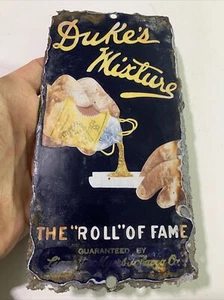 Duke's
Mixture
THE "ROLL" OF FAME
GUARANTEED BY